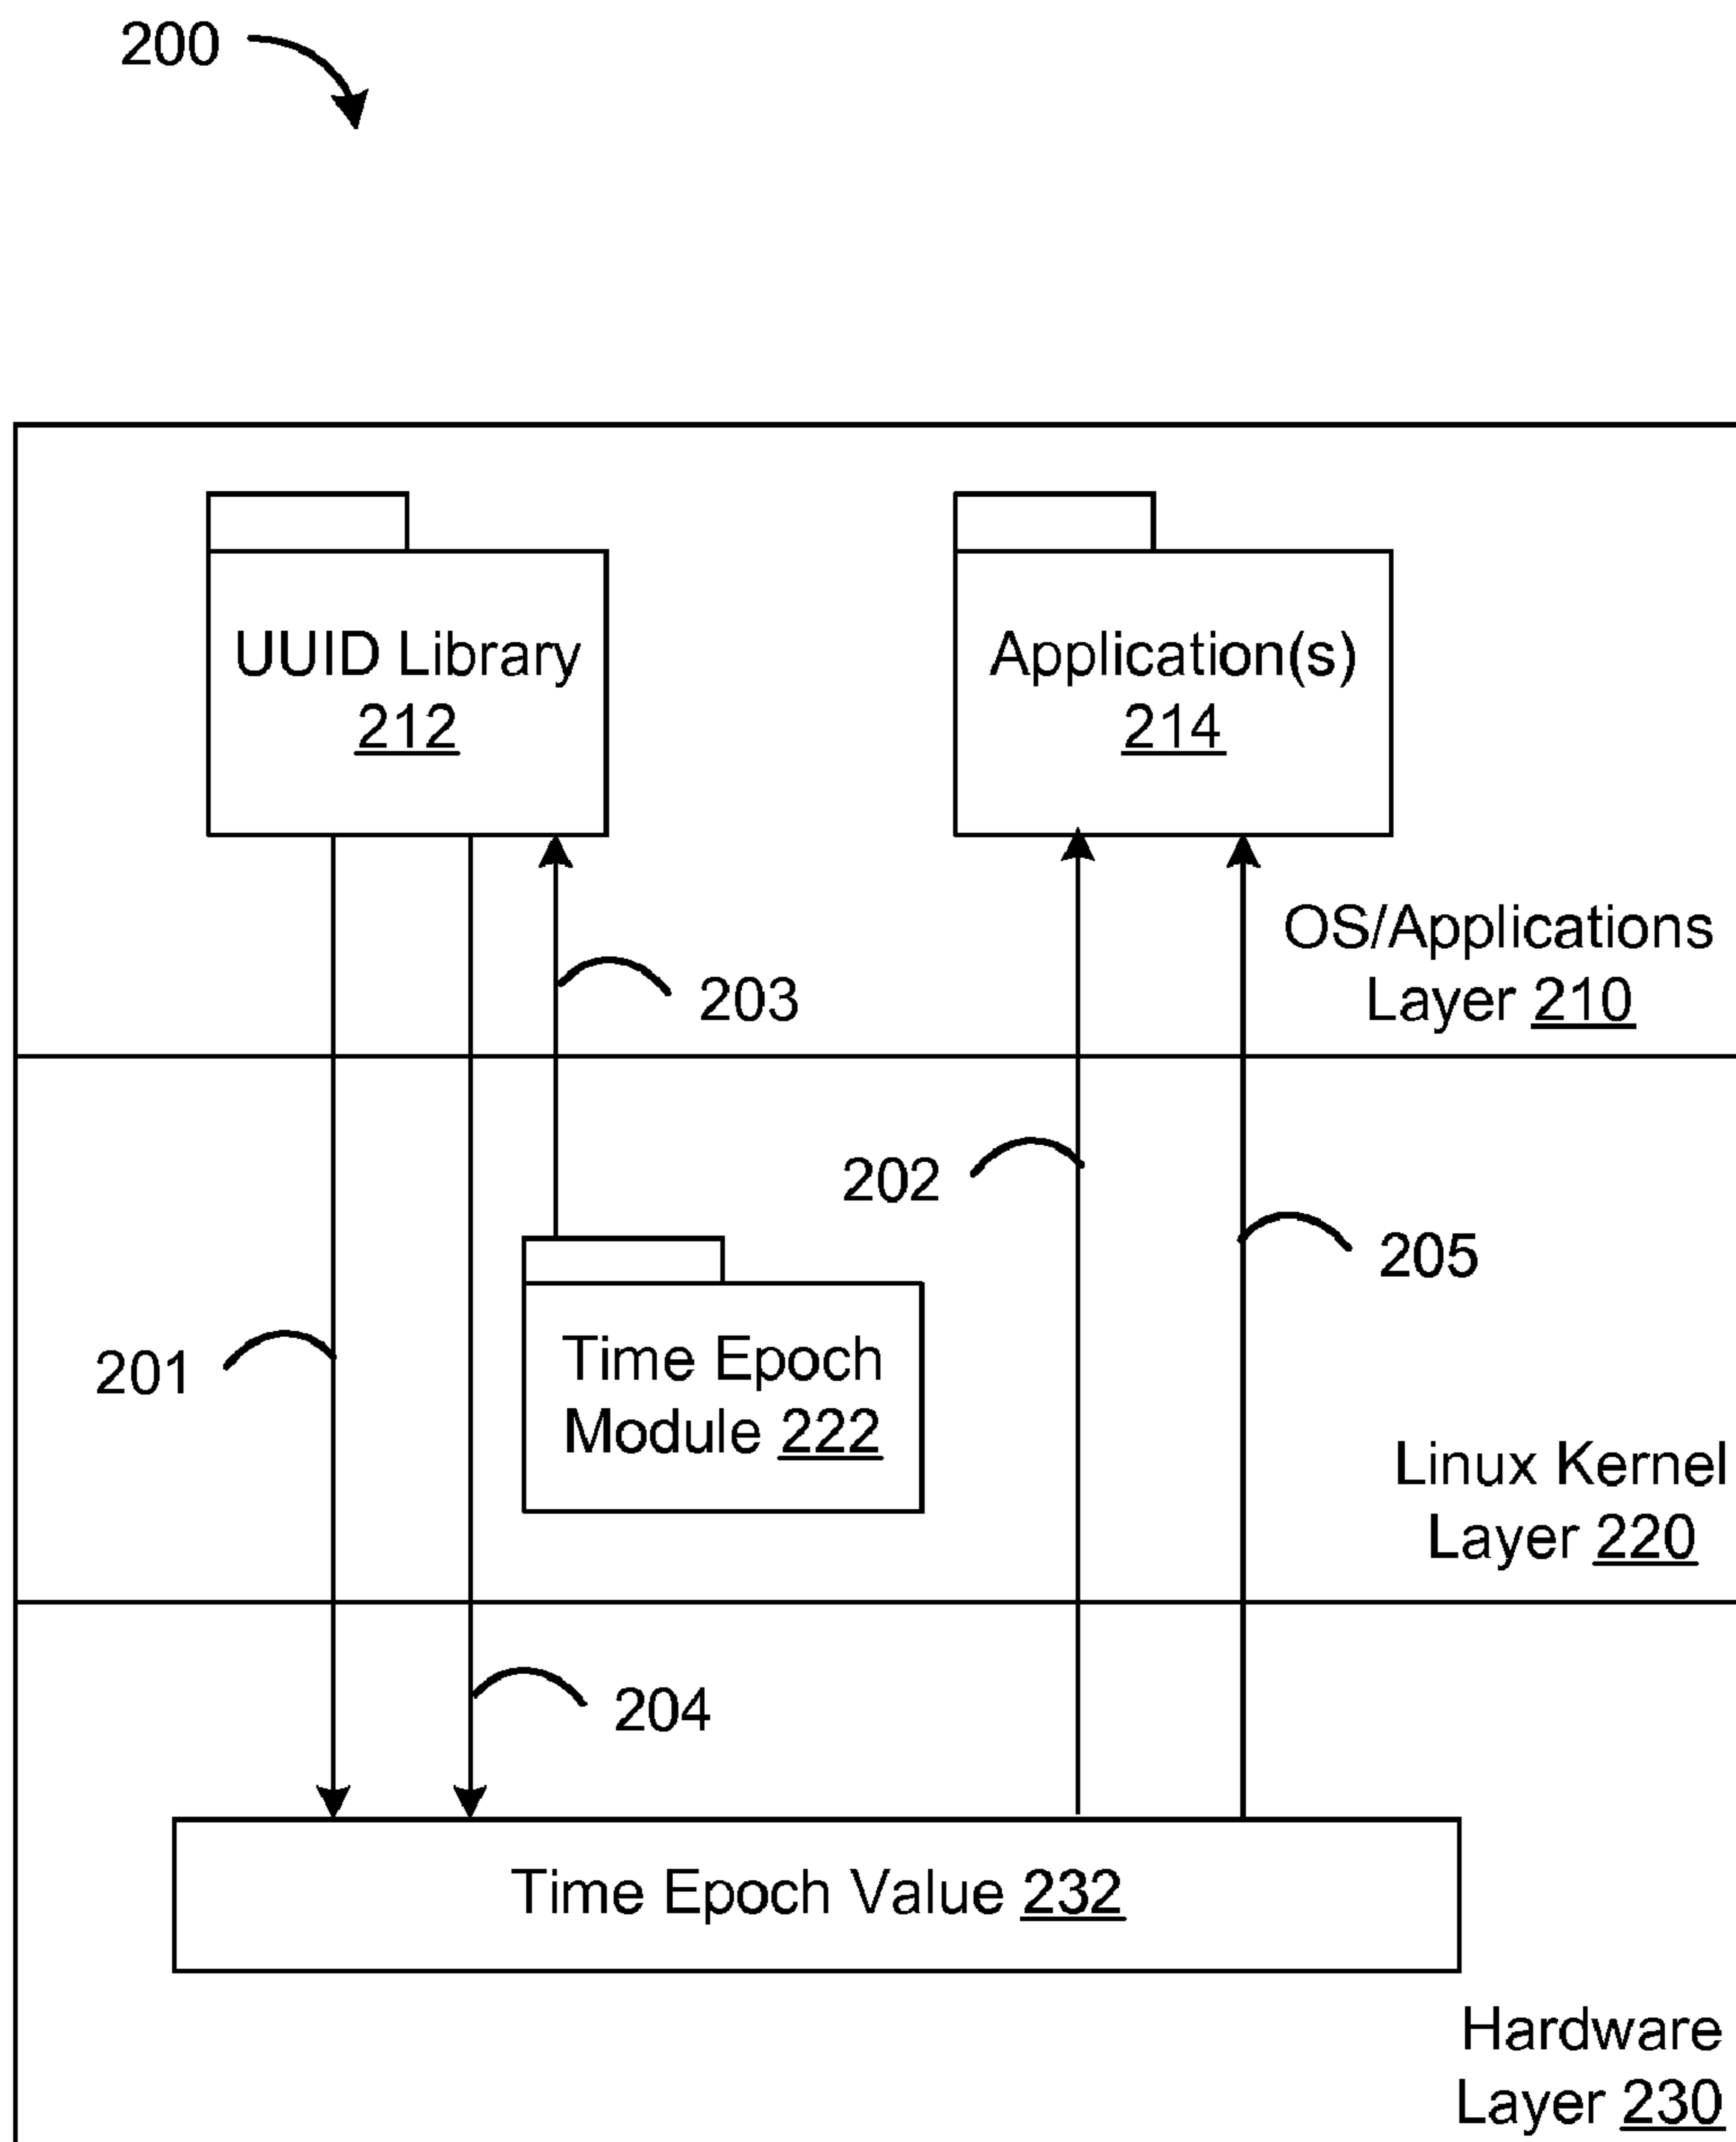 200
UUID Library
212
Application(s)
214
OS/Applications
Layer 210
203
202
205
201
Time Epoch
Module 222
Linux Kernel
Layer 220
204
Time Epoch Value 232
Hardware
Layer 230